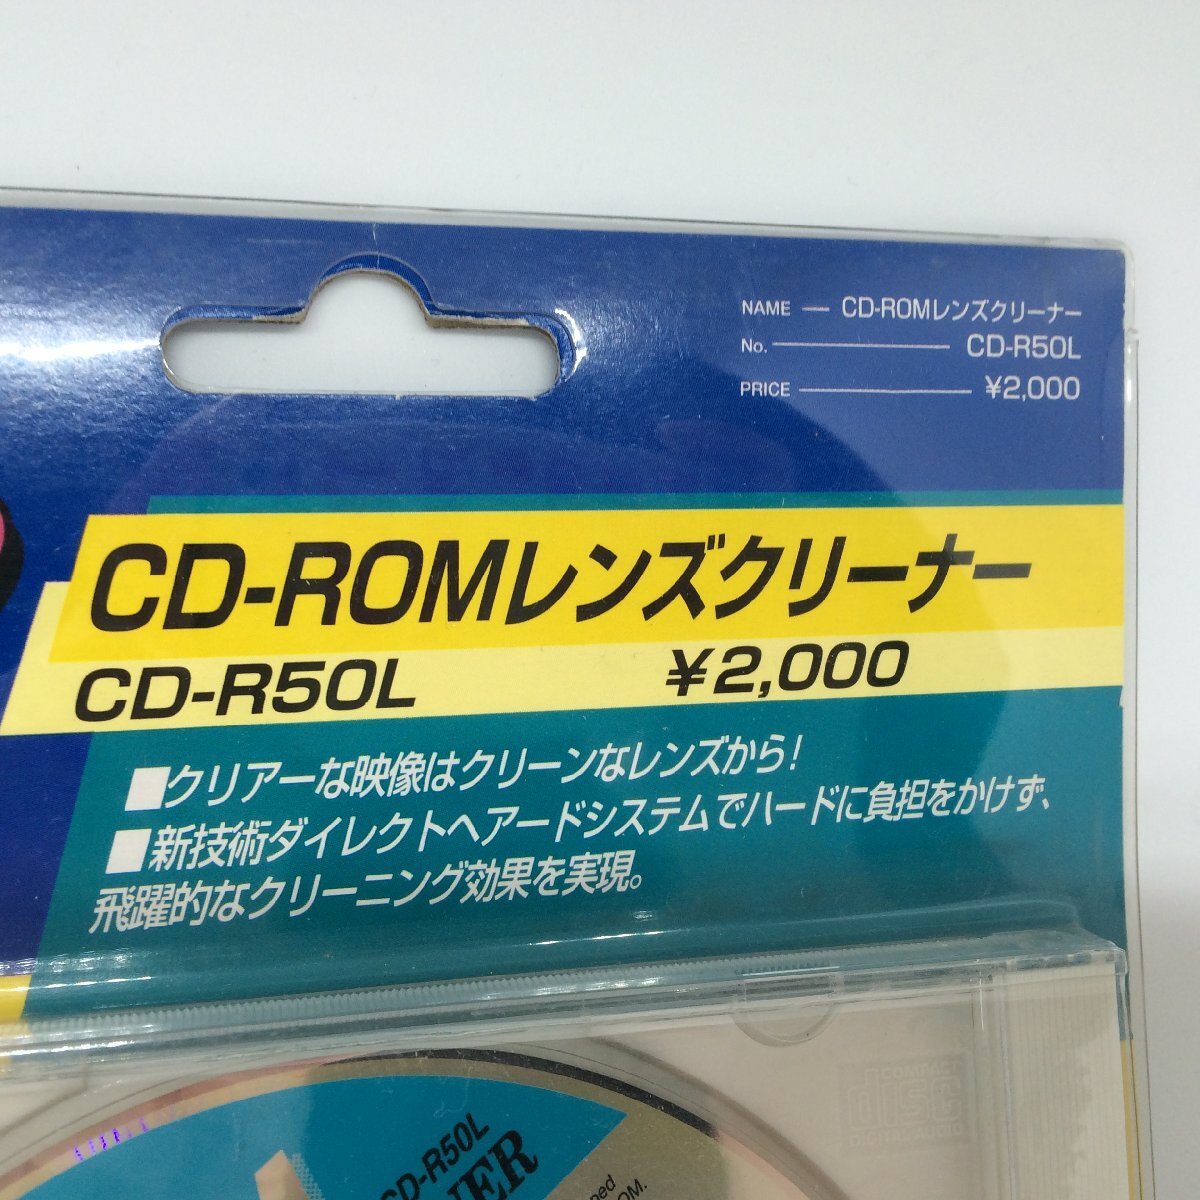 NAME — CD-ROMレンズクリーナー
No. — CD-R50L
PRICE — ¥2,000
CD-ROMレンズクリーナー
CD-R50L ¥2,000
■クリアーな映像はクリーンなレンズから!
■新技術ダイレクトヘアードシステムでハードに負担をかけず、
飛躍的なクリーニング効果を実現。
COMPACT
disc
DIGITAL AUDIO
CD-R50L